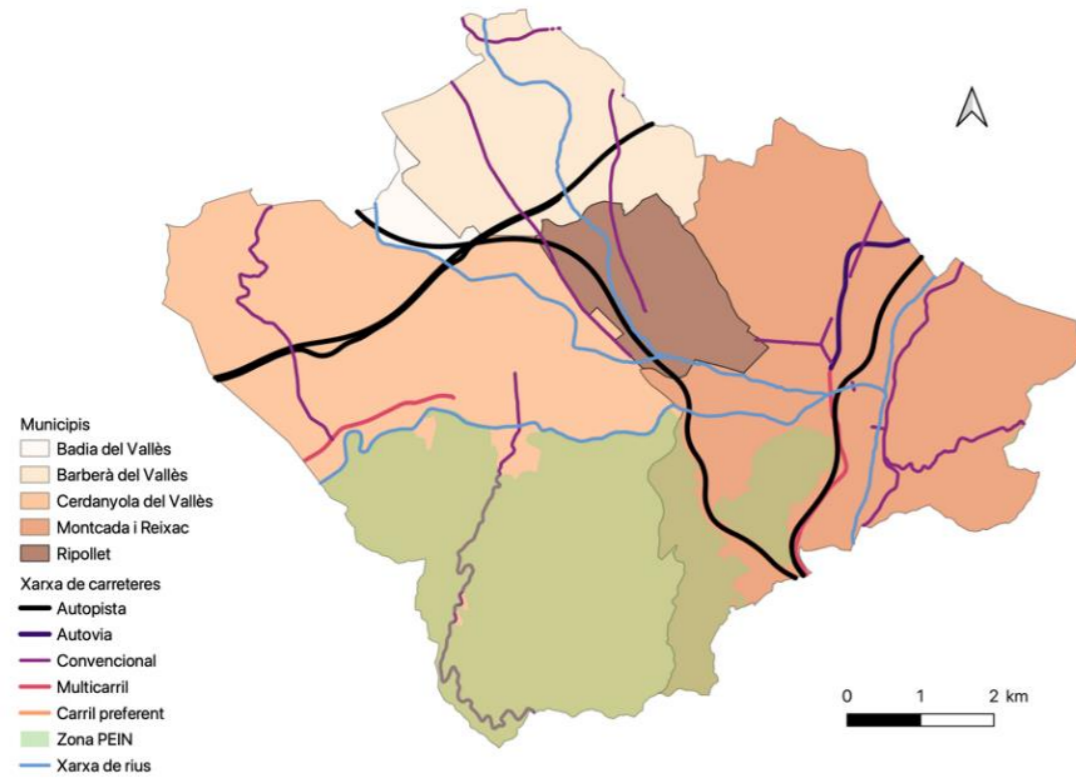 Municipis
Badia del Vallès
Barberà del Vallès
Cerdanyola del Vallès
Montcada i Reixac
Ripollet
Xarxa de carreteres
Autopista
Autovia
Convencional
Multicarril
Carril preferent
Zona PEIN
Xarxa de rius
0 1 2 km